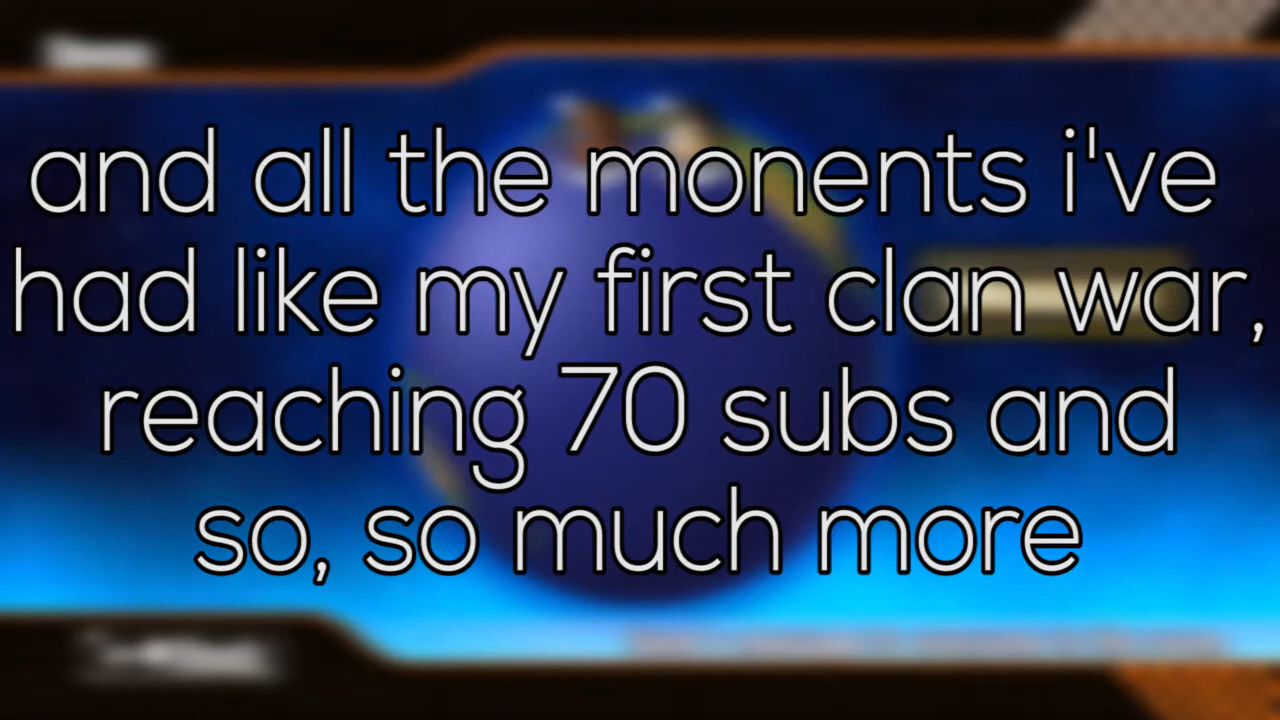 and all the monents i've
had like my first clan war,
reaching 70 subs and
so, so much more